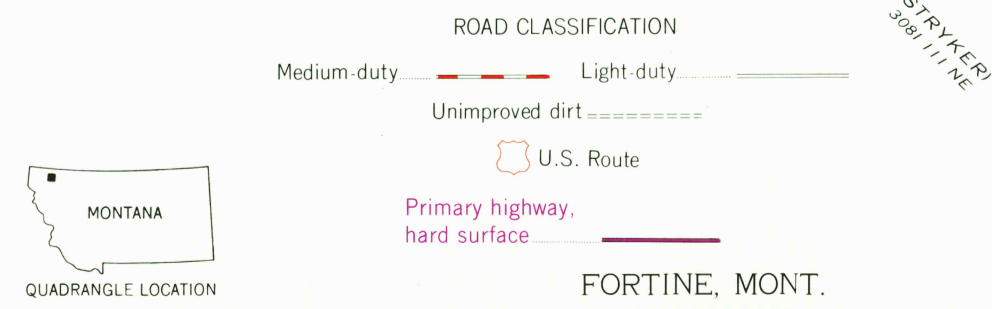 ROAD CLASSIFICATION
STRYKER)
3081 III NE
Medium-duty
Light-duty
Unimproved dirt
U.S. Route
Primary highway,
hard surface
MONTANA
QUADRANGLE LOCATION
FORTINE, MONT.